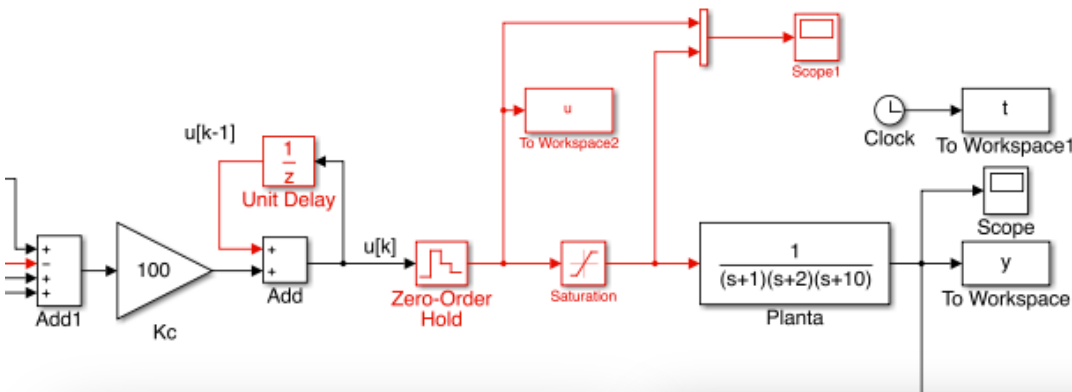 Scope1
u
To Workspace2
t
Clock
To Workspace1
u[k-1]
1
z
Unit Delay
Scope
+
−
+
+
Add1
100
Kc
+
+
Add
u[k]
Zero-Order
Hold
Saturation
1
(s+1)(s+2)(s+10)
Planta
y
To Workspace